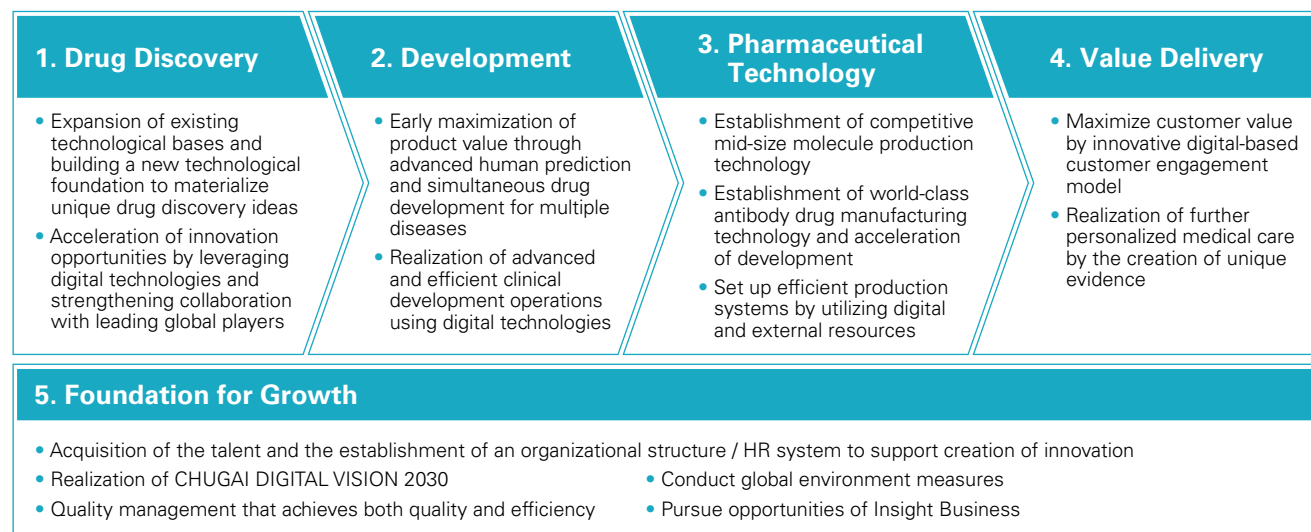 1. Drug Discovery
• Expansion of existing
technological bases and
building a new technological
foundation to materialize
unique drug discovery ideas
• Acceleration of innovation
opportunities by leveraging
digital technologies and
strengthening collaboration
with leading global players
2. Development
• Early maximization of
product value through
advanced human prediction
and simultaneous drug
development for multiple
diseases
• Realization of advanced
and efficient clinical
development operations
using digital technologies
3. Pharmaceutical
Technology
• Establishment of competitive
mid-size molecule production
technology
• Establishment of world-class
antibody drug manufacturing
technology and acceleration
of development
• Set up efficient production
systems by utilizing digital
and external resources
4. Value Delivery
• Maximize customer value
by innovative digital-based
customer engagement
model
• Realization of further
personalized medical care
by the creation of unique
evidence
5. Foundation for Growth
• Acquisition of the talent and the establishment of an organizational structure / HR system to support creation of innovation
• Realization of CHUGAI DIGITAL VISION 2030
• Quality management that achieves both quality and efficiency
• Conduct global environment measures
• Pursue opportunities of Insight Business